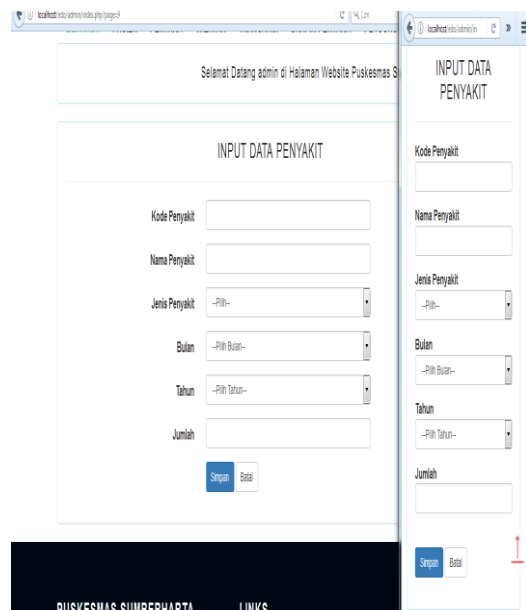 localhost/edo/admin/index.php?page=9
Selamat Datang admin di Halaman Website Puskesmas S
INPUT DATA PENYAKIT
Kode Penyakit
Nama Penyakit
Jenis Penyakit
--Pilih--
Bulan
--Pilih Bulan--
Tahun
--Pilih Tahun--
Jumlah
Simpan
Batal
PUSKESMAS SUMBERHARTA
LINKS
localhost/edo/admin/in
INPUT DATA
PENYAKIT
Kode Penyakit
Nama Penyakit
Jenis Penyakit
--Pilih--
Bulan
--Pilih Bulan--
Tahun
--Pilih Tahun--
Jumlah
Simpan
Batal